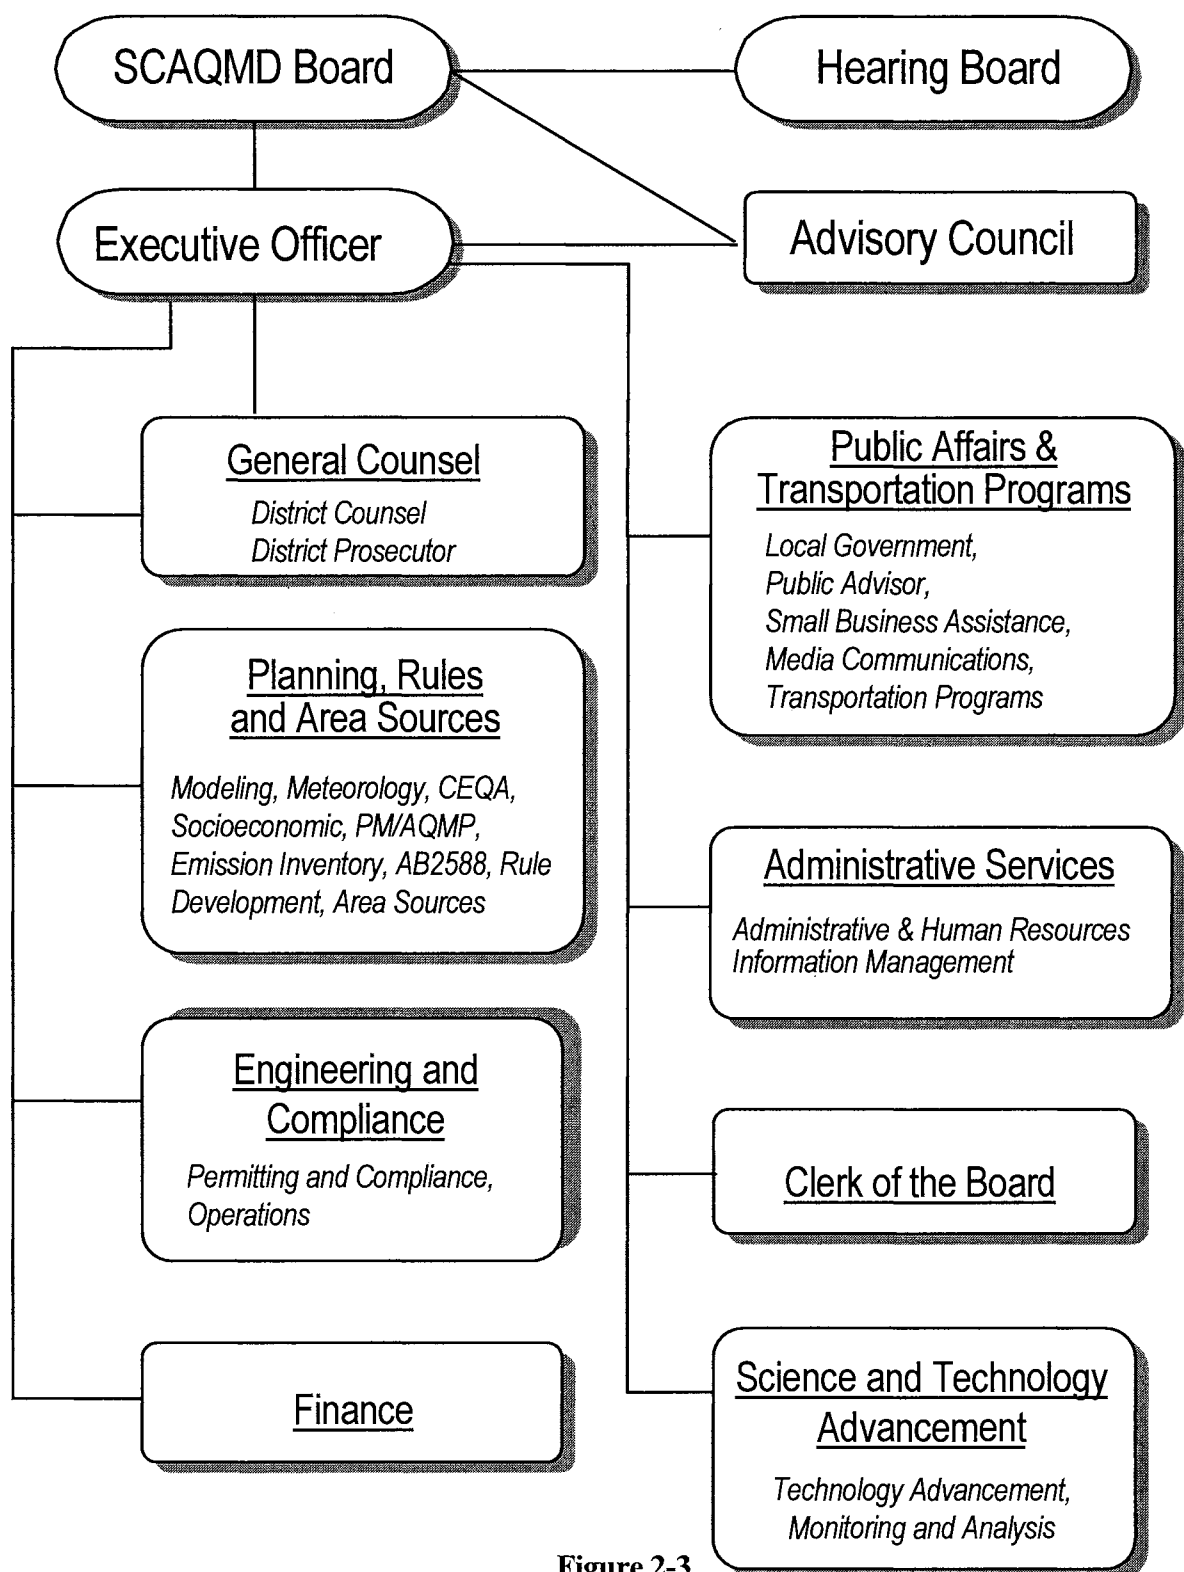 SCAQMD Board
Hearing Board
Executive Officer
Advisory Council
General Counsel
District Counsel
District Prosecutor
Public Affairs &
Transportation Programs
Local Government,
Public Advisor,
Small Business Assistance,
Media Communications,
Transportation Programs
Planning, Rules
and Area Sources
Modeling, Meteorology, CEQA,
Socioeconomic, PM/AQMP,
Emission Inventory, AB2588, Rule
Development, Area Sources
Administrative Services
Administrative & Human Resources
Information Management
Engineering and
Compliance
Permitting and Compliance,
Operations
Clerk of the Board
Finance
Science and Technology
Advancement
Technology Advancement,
Monitoring and Analysis
Figure 2-3